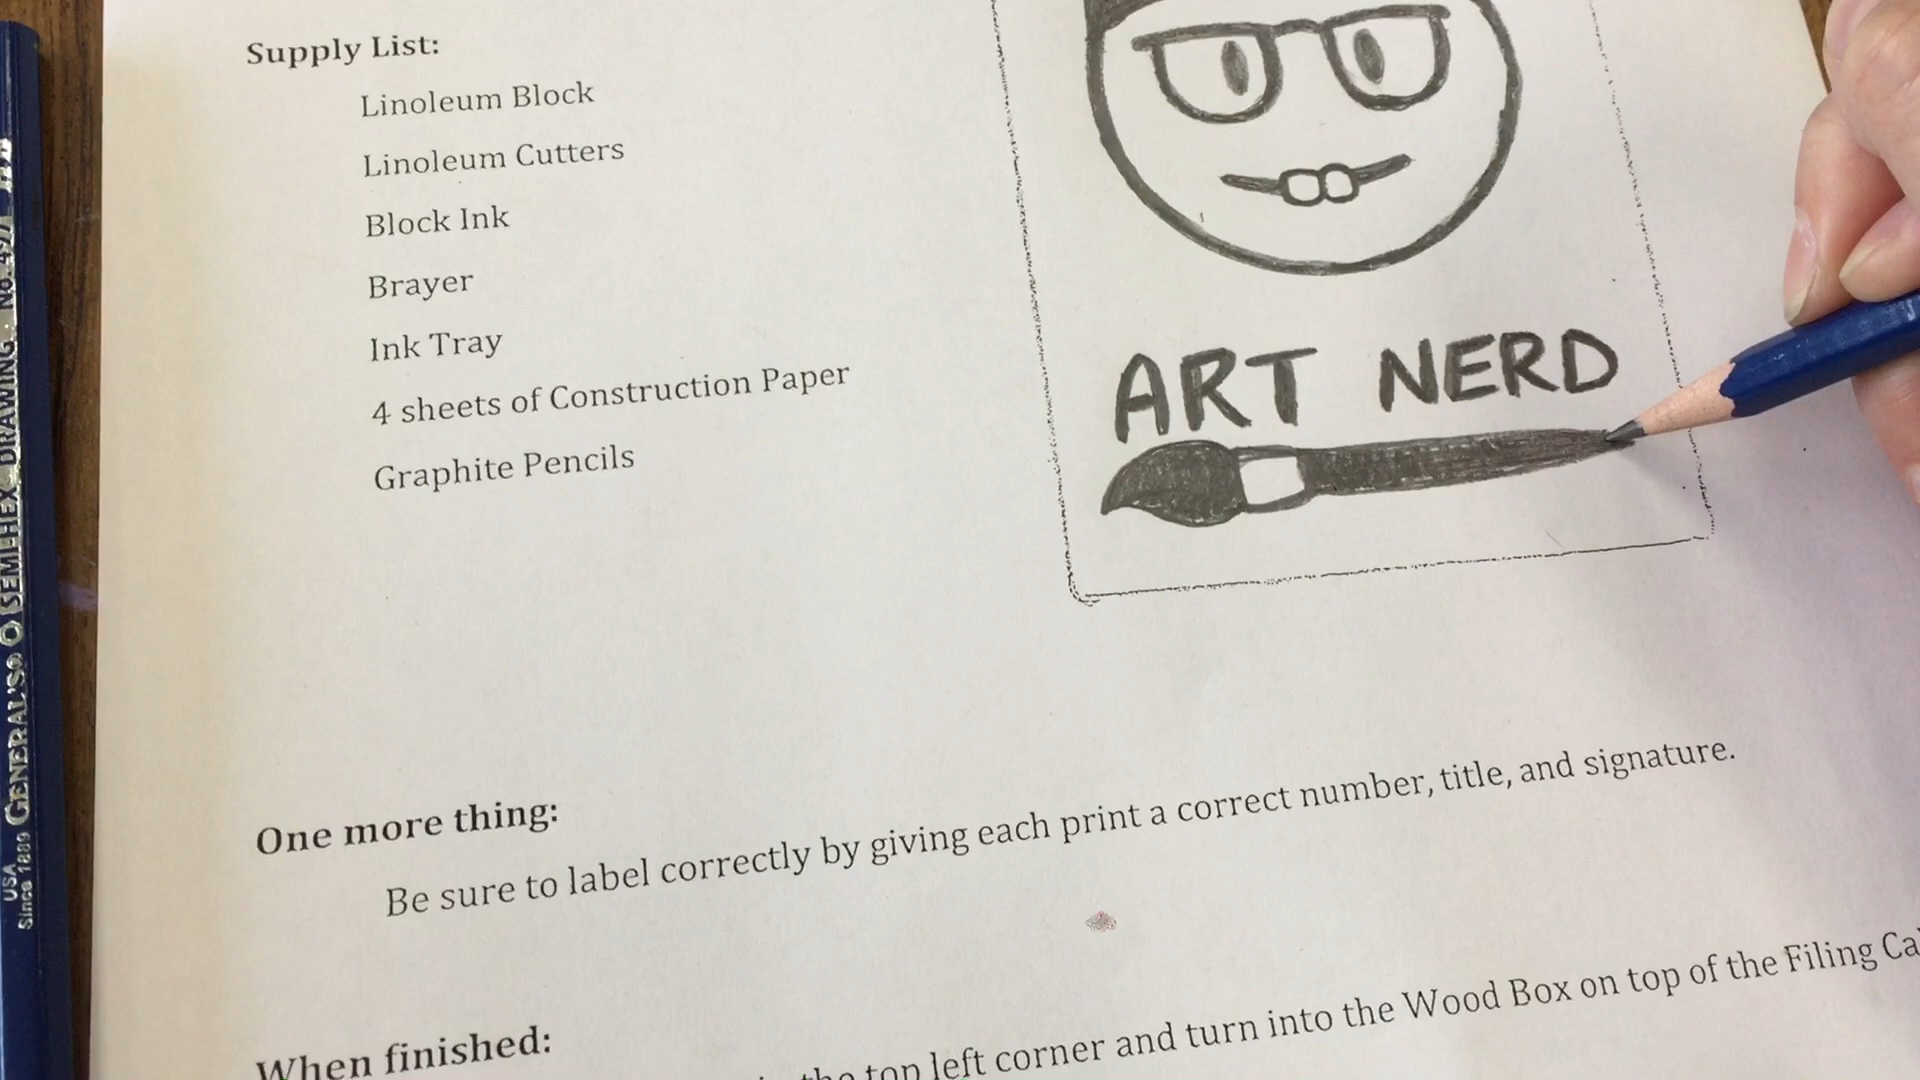 Supply List:
Linoleum Block
Linoleum Cutters
Block Ink
Brayer
Ink Tray
4 sheets of Construction Paper
Graphite Pencils
ART NERD
One more thing:
Be sure to label correctly by giving each print a correct number, title, and signature.
When finished:
the top left corner and turn into the Wood Box on top of the Filing
USA
Since 1889 GENERAL'S SEMI-HEX DRAWING No. 497